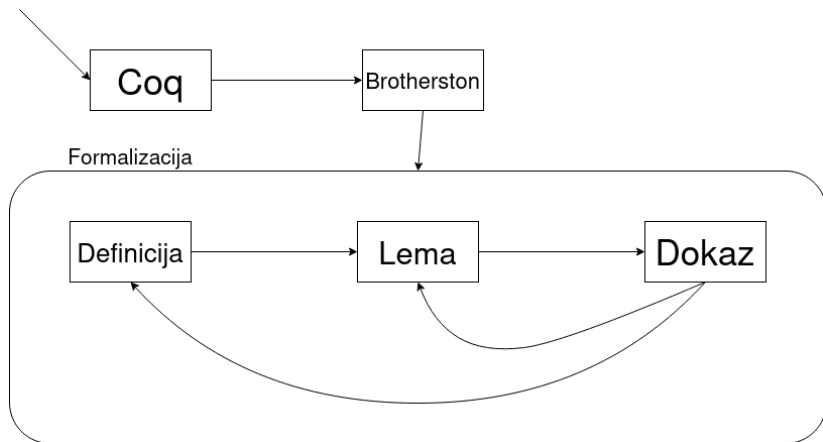 Coq
Brotherston
Formalizacija
Definicija
Lema
Dokaz